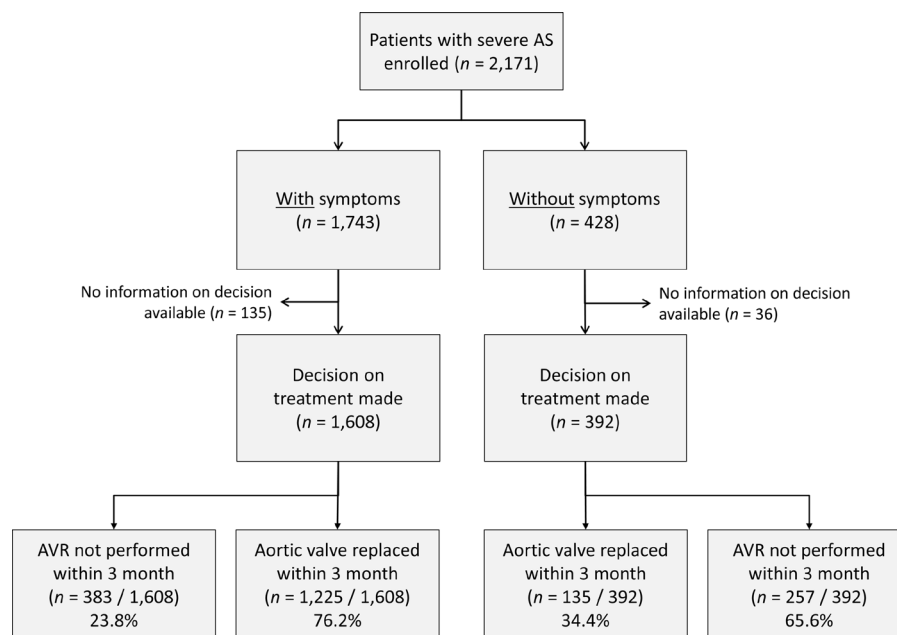 Patients with severe AS
enrolled (n = 2,171)
With symptoms
(n = 1,743)
Without symptoms
(n = 428)
No information on decision
available (n = 135)
No information on decision
available (n = 36)
Decision on
treatment made
(n = 1,608)
Decision on
treatment made
(n = 392)
AVR not performed
within 3 month
(n = 383 / 1,608)
23.8%
Aortic valve replaced
within 3 month
(n = 1,225 / 1,608)
76.2%
Aortic valve replaced
within 3 month
(n = 135 / 392)
34.4%
AVR not performed
within 3 month
(n = 257 / 392)
65.6%